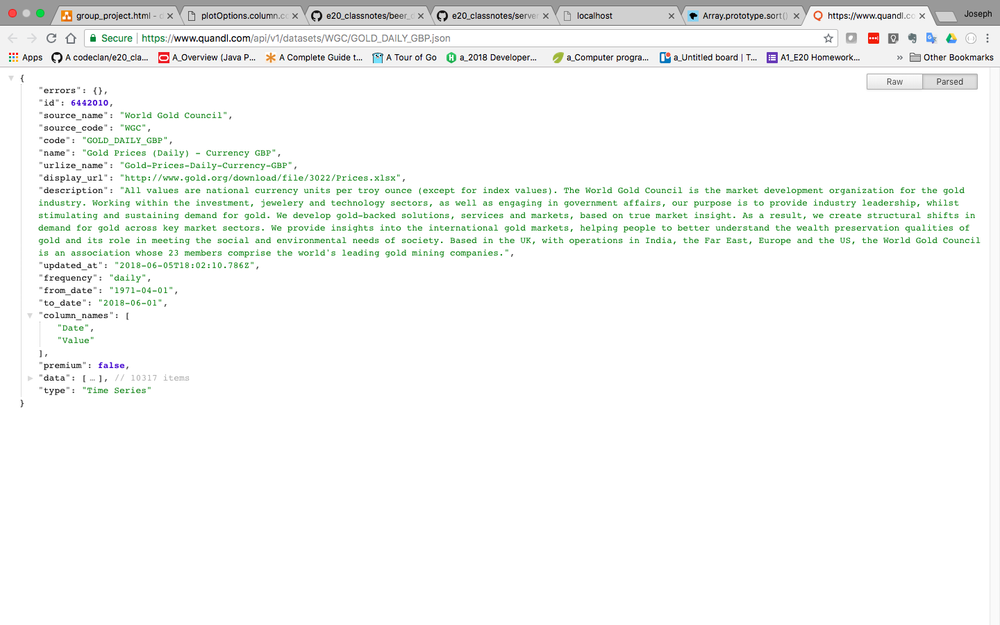 group_project.html - d
plotOptions.column.co
e20_classnotes/beer_d
e20_classnotes/server
localhost
Array.prototype.sort()
https://www.quandl.co
Joseph
Secure
https://www.quandl.com/api/v1/datasets/WGC/GOLD_DAILY_GBP.json
Apps
A codeclan/e20_cla...
A_Overview (Java P...
A Complete Guide t...
A Tour of Go
a_2018 Developer...
a_Computer progra...
a_Untitled board | T...
A1_E20 Homework...
»
Other Bookmarks
Raw
Parsed
{
"errors": {},
"id": 6442010,
"source_name": "World Gold Council",
"source_code": "WGC",
"code": "GOLD_DAILY_GBP",
"name": "Gold Prices (Daily) - Currency GBP",
"urlize_name": "Gold-Prices-Daily-Currency-GBP",
"display_url": "http://www.gold.org/download/file/3022/Prices.xlsx",
"description": "All values are national currency units per troy ounce (except for index values). The World Gold Council is the market development organization for the gold
industry. Working within the investment, jewelery and technology sectors, as well as engaging in government affairs, our purpose is to provide industry leadership, whilst
stimulating and sustaining demand for gold. We develop gold-backed solutions, services and markets, based on true market insight. As a result, we create structural shifts in
demand for gold across key market sectors. We provide insights into the international gold markets, helping people to better understand the wealth preservation qualities of
gold and its role in meeting the social and environmental needs of society. Based in the UK, with operations in India, the Far East, Europe and the US, the World Gold Council
is an association whose 23 members comprise the world's leading gold mining companies.",
"updated_at": "2018-06-05T18:02:10.786Z",
"frequency": "daily",
"from_date": "1971-04-01",
"to_date": "2018-06-01",
"column_names": [
"Date",
"Value"
],
"premium": false,
"data": [ … ], // 10317 items
"type": "Time Series"
}